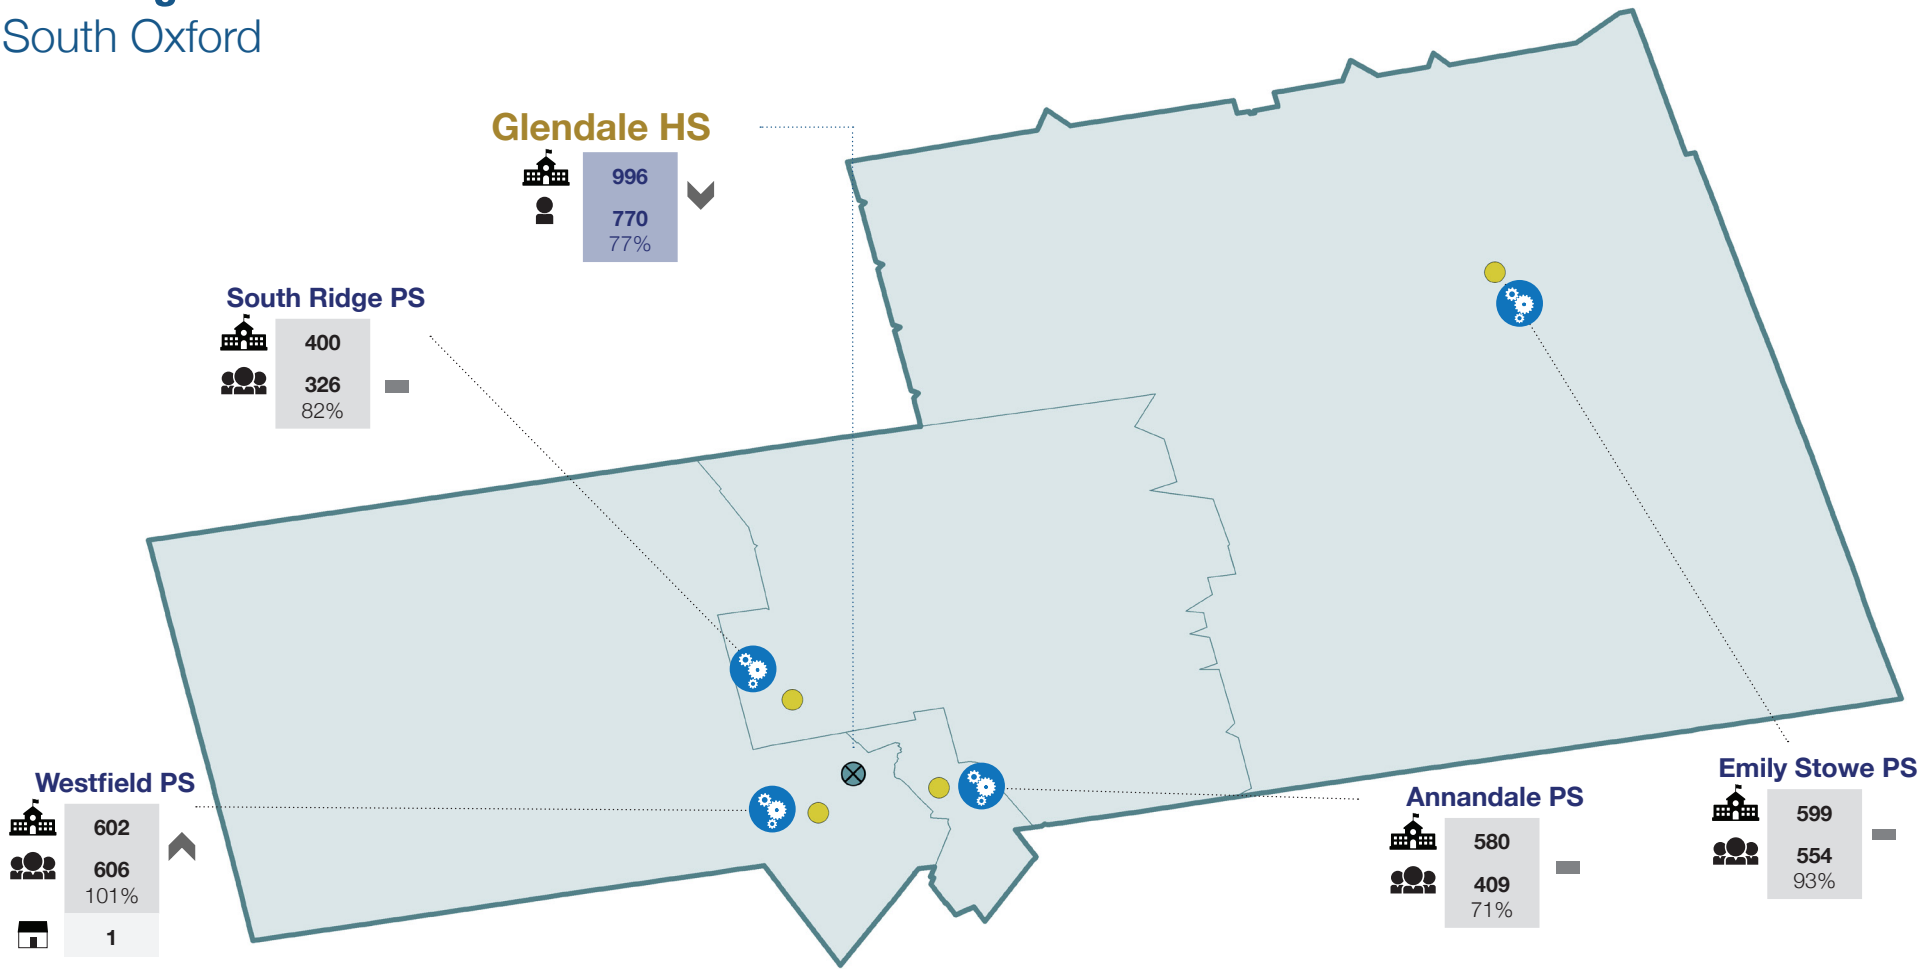 South Oxford
Glendale HS
996
770
77%
South Ridge PS
400
326
82%
Westfield PS
602
606
101%
1
Annandale PS
580
409
71%
Emily Stowe PS
599
554
93%